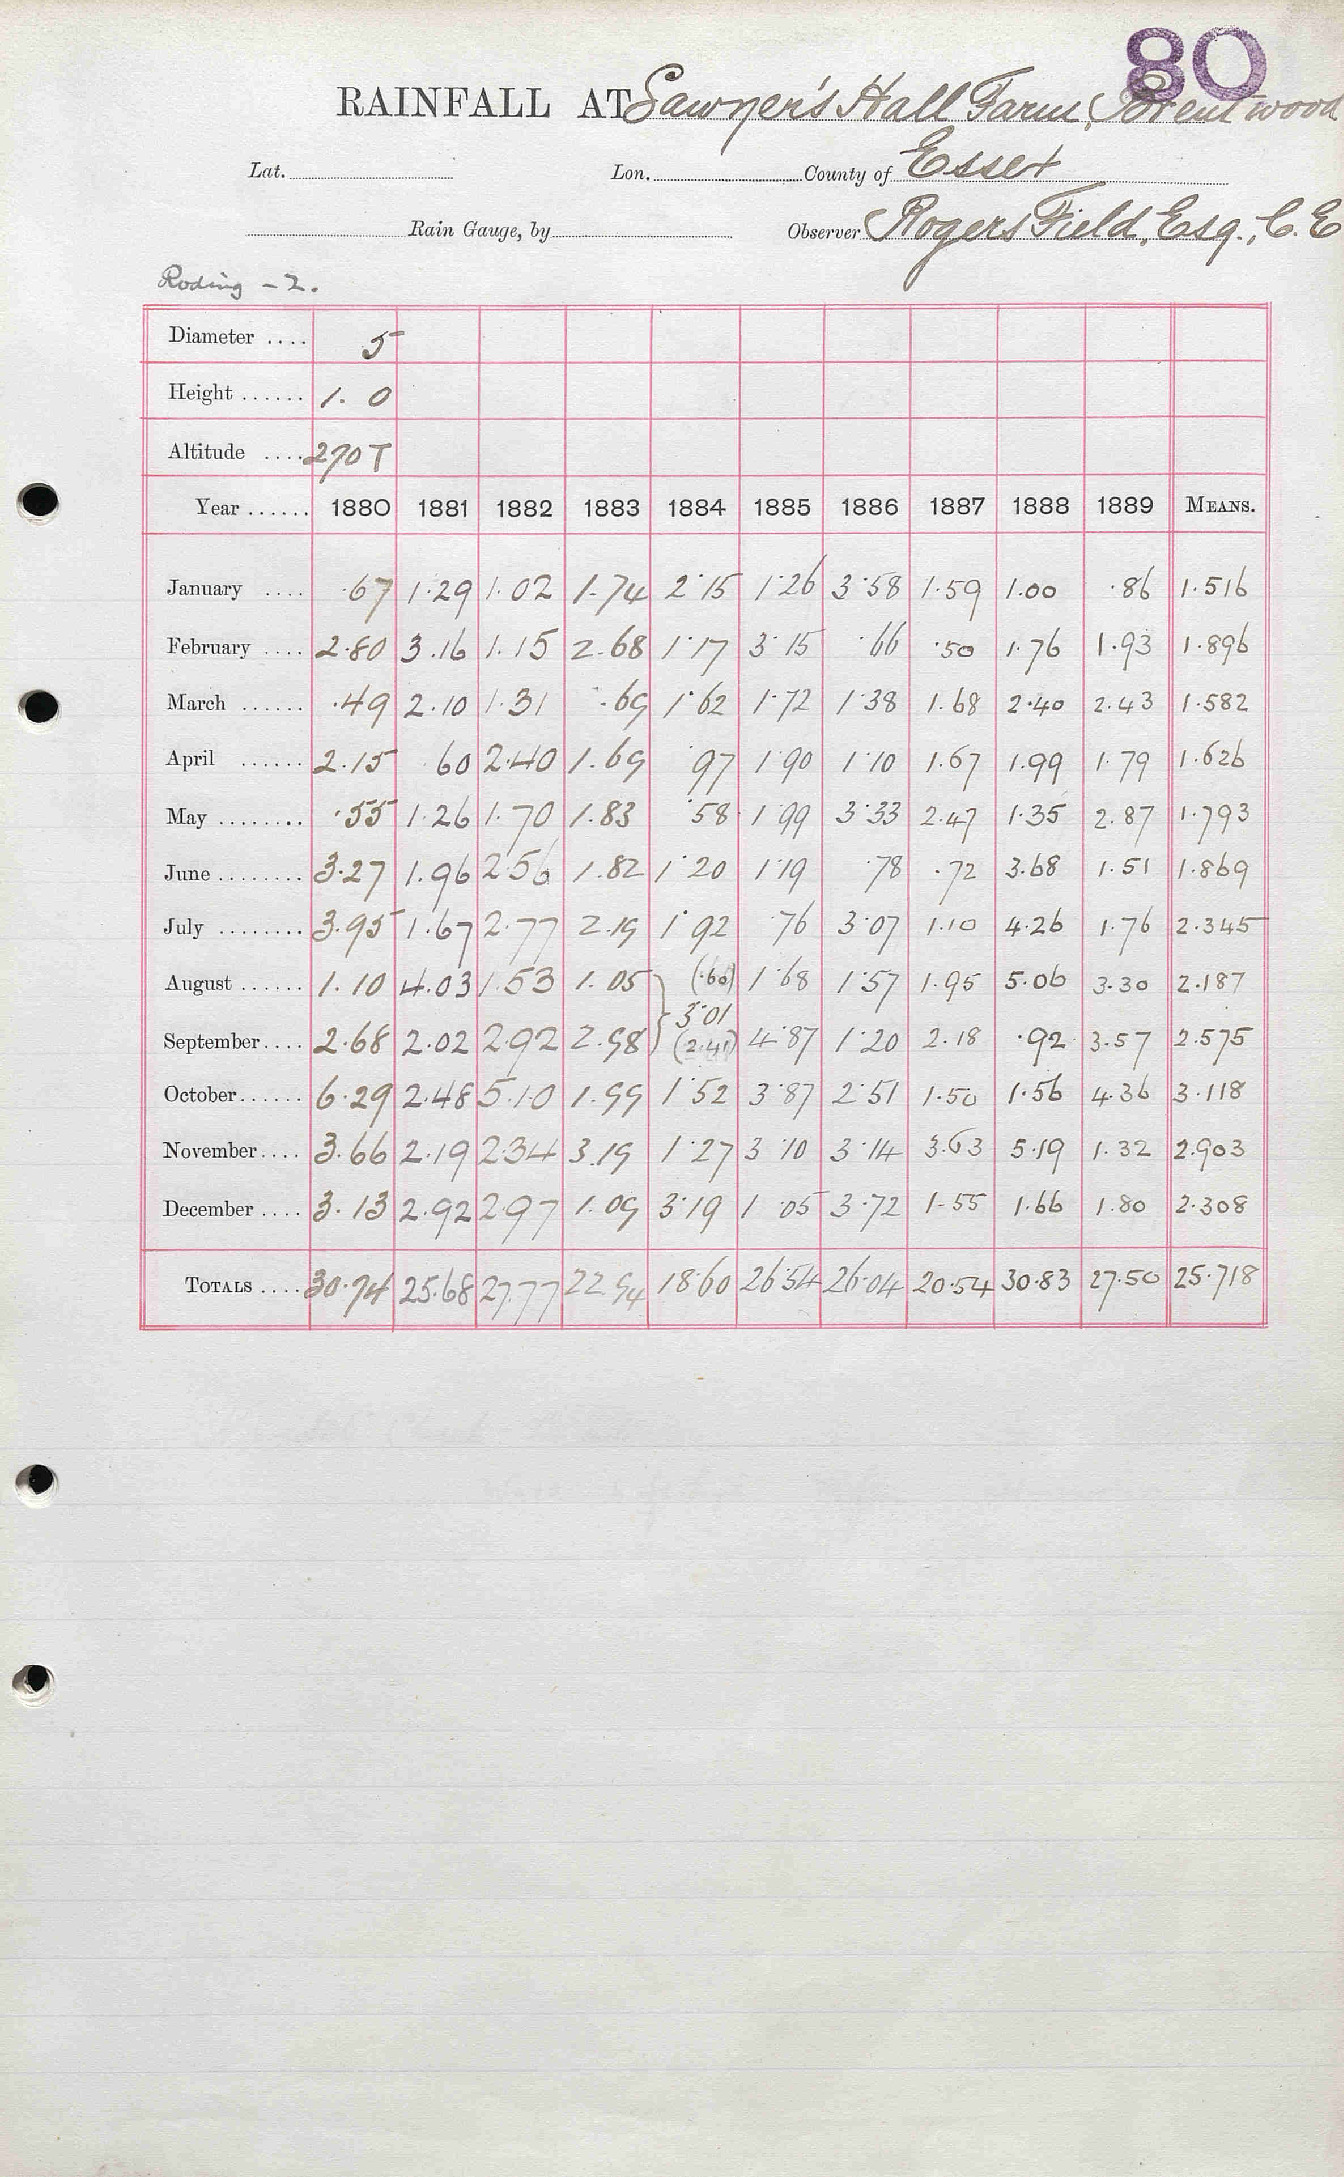 80
RAINFALL AT Sawyer's Hall Farm, Brentwood
Lat. Lon. County of Essex
Rain Gauge, by Observer Rogers Field, Esq., C.E
Roding - 2.
Diameter .... 5
Height ...... 1. 0
Altitude .... 270 T
Year ...... 1880 1881 1882 1883 1884 1885 1886 1887 1888 1889 MEANS.
January .... .67 1.29 1.02 1.74 2.15 1.26 3.58 1.59 1.00 .86 1.516
February .... 2.80 3.16 1.15 2.68 1.17 3.15 .66 .50 1.76 1.93 1.896
March ...... .49 2.10 1.31 .69 1.62 1.72 1.38 1.68 2.40 2.43 1.582
April ...... 2.15 60 2.40 1.69 .97 1.90 1.10 1.67 1.99 1.79 1.626
May ........ .55 1.26 1.70 1.83 .58 1.99 3.33 2.47 1.35 2.87 1.793
June ........ 3.27 1.96 2.56 1.82 1.20 1.19 .78 .72 3.68 1.51 1.869
July ........ 3.95 1.67 2.77 2.19 1.92 .76 3.07 1.10 4.26 1.76 2.345
August ...... 1.10 4.03 1.53 1.05 (.60) 1.68 1.57 1.95 5.06 3.30 2.187
3.01
September .... 2.68 2.02 2.92 2.98 (2.41) 4.87 1.20 2.18 .92 3.57 2.575
October ...... 6.29 2.48 5.10 1.99 1.52 3.87 2.51 1.50 1.56 4.36 3.118
November .... 3.66 2.19 2.34 3.19 1.27 3.10 3.14 3.63 5.19 1.32 2.903
December .... 3.13 2.92 2.97 1.09 3.19 1.05 3.72 1.55 1.66 1.80 2.308
TOTALS .... 30.74 25.68 27.77 22.94 18.60 26.54 26.04 20.54 30.83 27.50 25.718